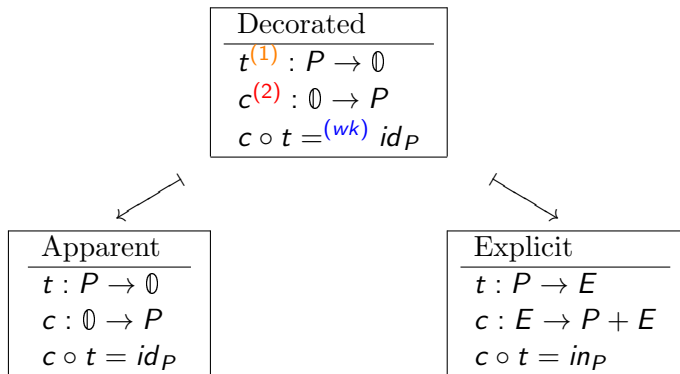 Decorated
t⁽¹⁾ : P → 𝟘
c⁽²⁾ : 𝟘 → P
c ∘ t =⁽ʷᵏ⁾ id_P
Apparent
t : P → 𝟘
c : 𝟘 → P
c ∘ t = id_P
Explicit
t : P → E
c : E → P + E
c ∘ t = in_P